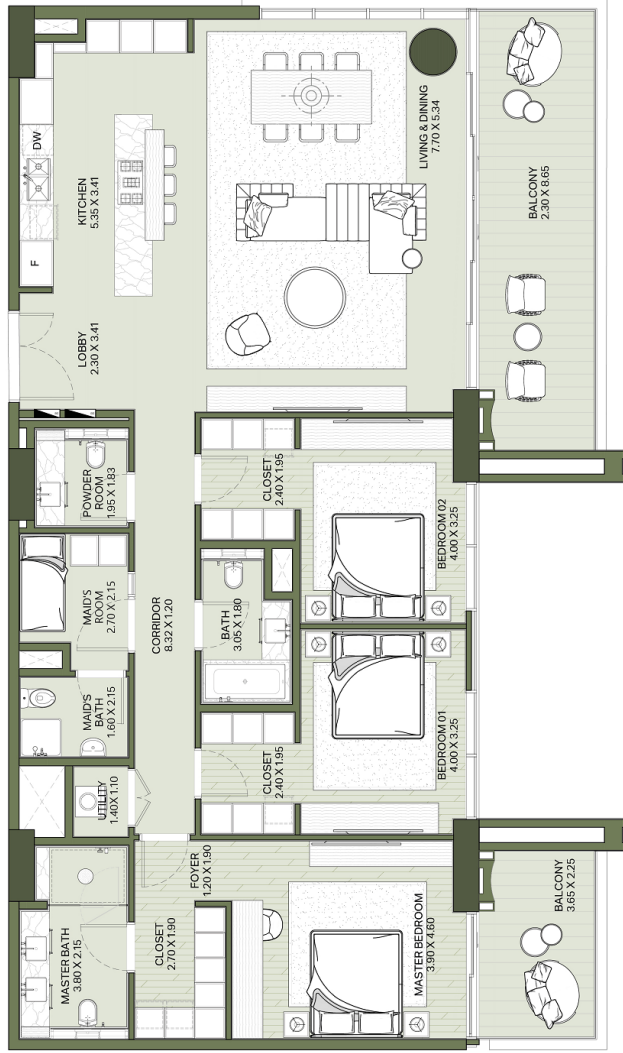 DW
F
KITCHEN
5.35 X 3.41
LIVING & DINING
7.70 X 5.34
BALCONY
2.30 X 8.65
LOBBY
2.30 X 3.41
POWDER
ROOM
1.95 X 1.83
CLOSET
2.40 X 1.95
BEDROOM 02
4.00 X 3.25
MAID'S
ROOM
2.70 X 2.15
CORRIDOR
8.32 X 1.20
BATH
3.05 X 1.80
MAID'S
BATH
1.60 X 2.15
CLOSET
2.40 X 1.95
BEDROOM 01
4.00 X 3.25
UTILITY
1.40X 1.10
FOYER
1.20 X 1.90
BALCONY
3.65 X 2.25
MASTER BATH
3.80 X 2.15
CLOSET
2.70 X 1.90
MASTER BEDROOM
3.90 X 4.60